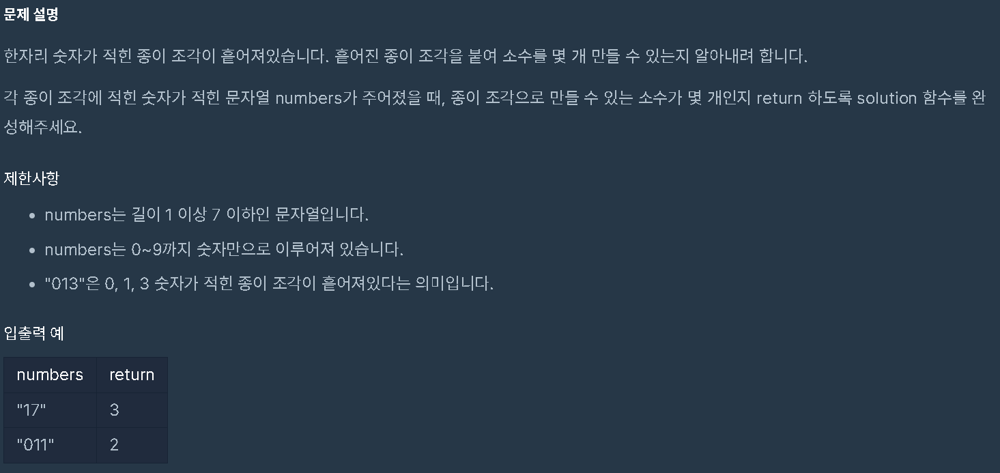 문제 설명
한자리 숫자가 적힌 종이 조각이 흩어져있습니다. 흩어진 종이 조각을 붙여 소수를 몇 개 만들 수 있는지 알아내려 합니다.
각 종이 조각에 적힌 숫자가 적힌 문자열 numbers가 주어졌을 때, 종이 조각으로 만들 수 있는 소수가 몇 개인지 return 하도록 solution 함수를 완
성해주세요.
제한사항
• numbers는 길이 1 이상 7 이하인 문자열입니다.
• numbers는 0~9까지 숫자만으로 이루어져 있습니다.
• "013"은 0, 1, 3 숫자가 적힌 종이 조각이 흩어져있다는 의미입니다.
입출력 예
numbers return
"17" 3
"011" 2